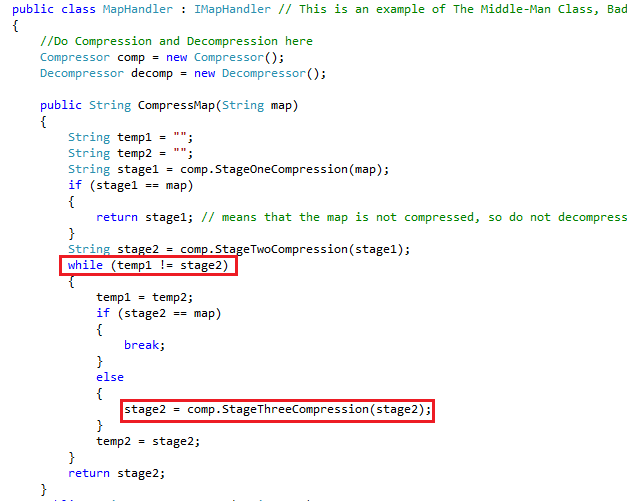 public class MapHandler : IMapHandler // This is an example of The Middle-Man Class, Bad
{
//Do Compression and Decompression here
Compressor comp = new Compressor();
Decompressor decomp = new Decompressor();
public String CompressMap(String map)
{
String temp1 = "";
String temp2 = "";
String stage1 = comp.StageOneCompression(map);
if (stage1 == map)
{
return stage1; // means that the map is not compressed, so do not decompress
}
String stage2 = comp.StageTwoCompression(stage1);
while (temp1 != stage2)
{
temp1 = temp2;
if (stage2 == map)
{
break;
}
else
{
stage2 = comp.StageThreeCompression(stage2);
}
temp2 = stage2;
}
return stage2;
}